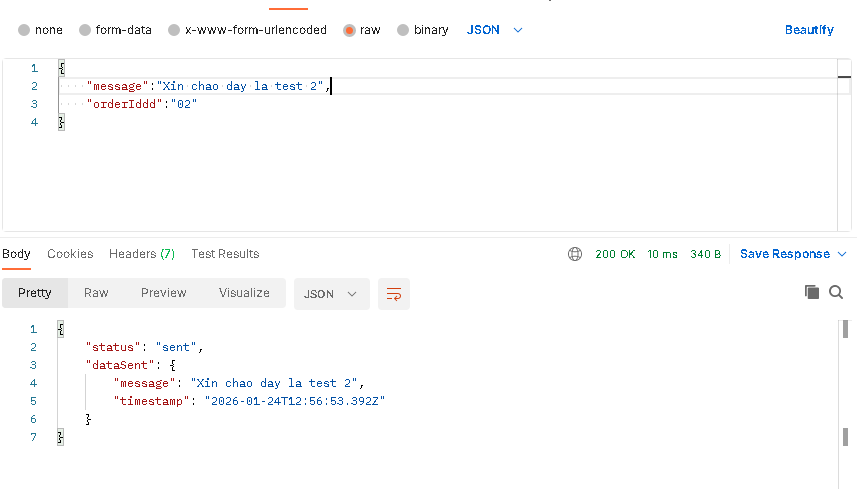 none form-data x-www-form-urlencoded raw binary JSON Beautify
1 {
2 "message":"Xin chao day la test 2",
3 "orderIddd":"02"
4 }
Body Cookies Headers (7) Test Results 200 OK 10 ms 340 B Save Response
Pretty Raw Preview Visualize JSON
1 {
2 "status": "sent",
3 "dataSent": {
4 "message": "Xin chao day la test 2",
5 "timestamp": "2026-01-24T12:56:53.392Z"
6 }
7 }